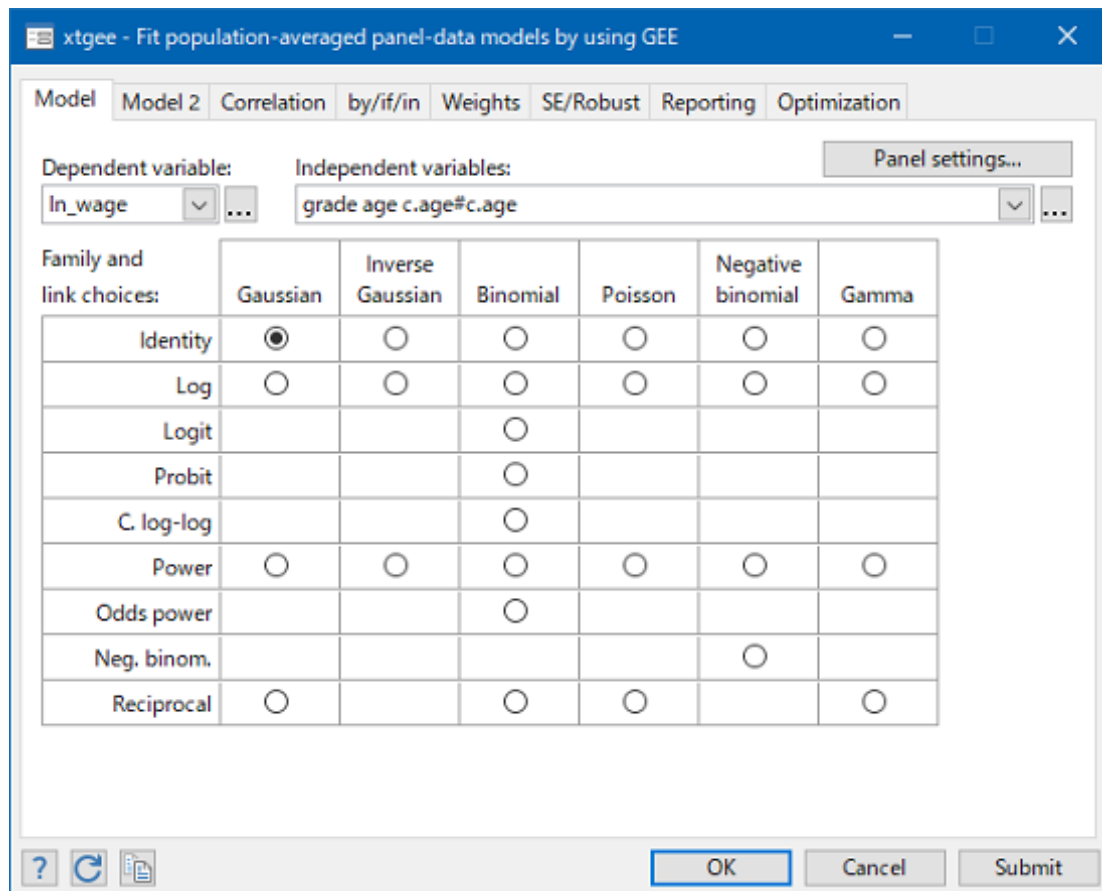 xtgee - Fit population-averaged panel-data models by using GEE
Model Model 2 Correlation by/if/in Weights SE/Robust Reporting Optimization
Panel settings...
Dependent variable: Independent variables:
ln_wage ... grade age c.age#c.age ...
Family and
link choices:
Gaussian
Inverse
Gaussian
Binomial
Poisson
Negative
binomial
Gamma
Identity
Log
Logit
Probit
C. log-log
Power
Odds power
Neg. binom.
Reciprocal
? OK Cancel Submit